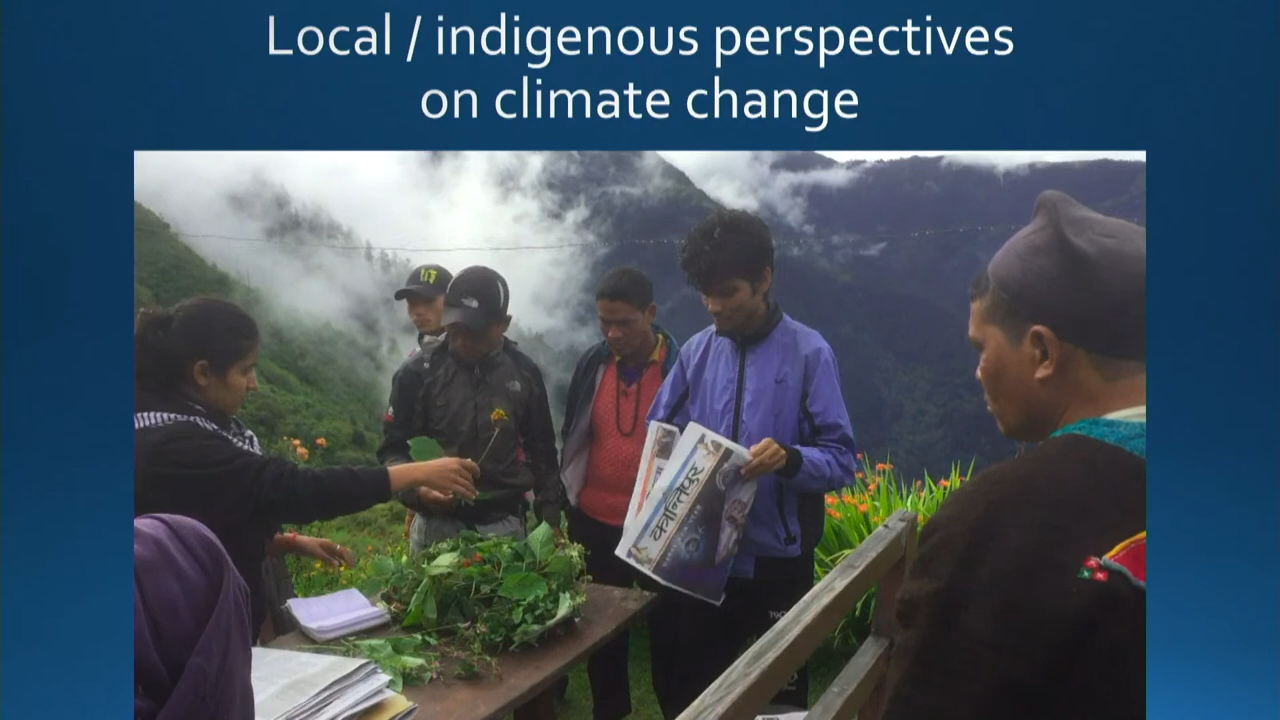 Local / indigenous perspectives
on climate change
कान्तिपुर